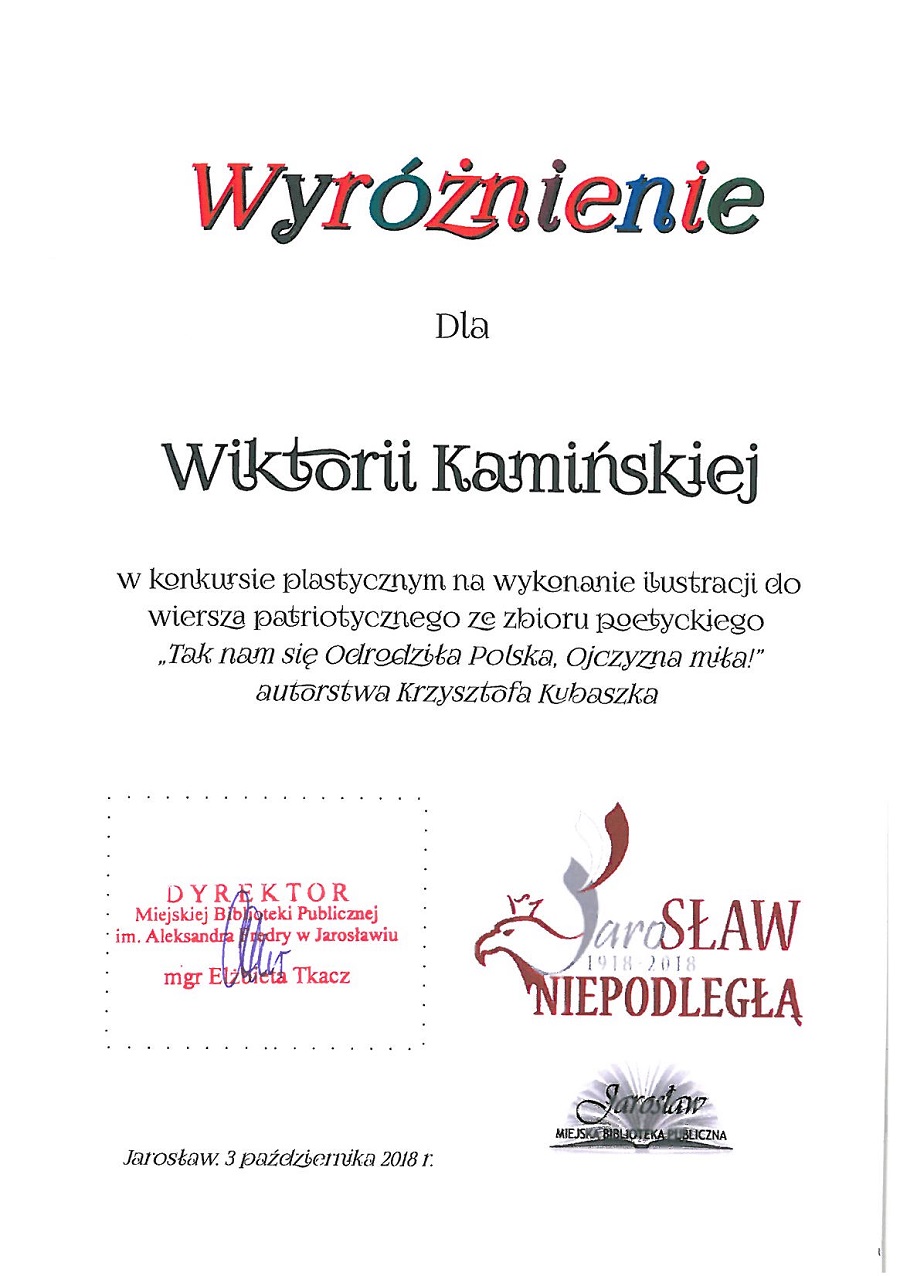 Wyróżnienie
Dla
Wiktorii Kamińskiej
w konkursie plastycznym na wykonanie ilustracji do
wiersza patriotycznego ze zbioru poetyckiego
„Tak nam się Odrodziła Polska, Ojczyzna miła!”
autorstwa Krzysztofa Kubaszka
DYREKTOR
Miejskiej Biblioteki Publicznej
im. Aleksandra Fredry w Jarosławiu
mgr Elżbieta Tkacz
JaroSŁAW
1918-2018
NIEPODLEGŁĄ
Jarosław
MIEJSKA BIBLIOTEKA PUBLICZNA
Jarosław. 3 października 2018 r.